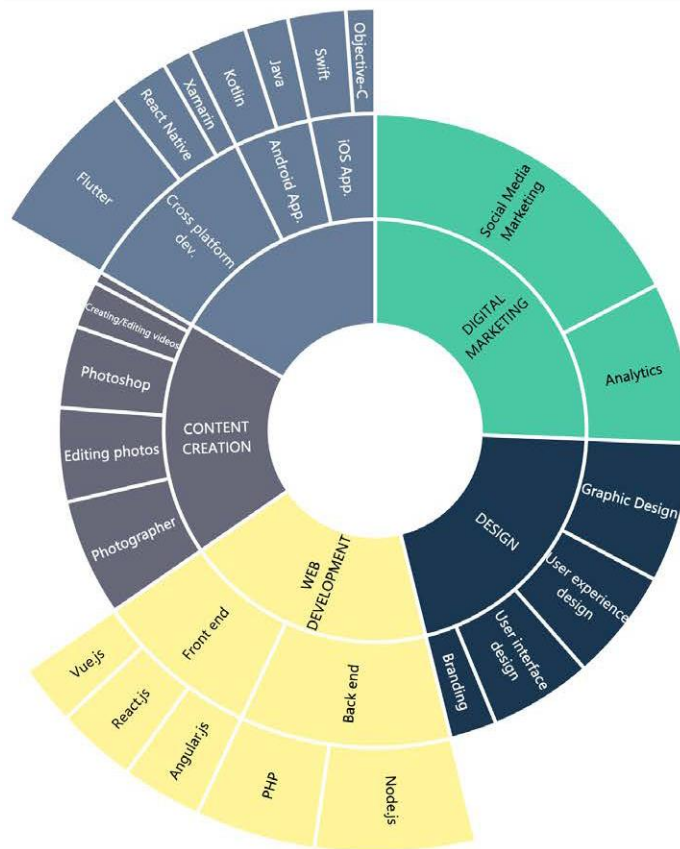 Objective-C
Swift
Java
Kotlin
Xamarin
React Native
Flutter
iOS App.
Android App.
Cross platform
dev.
Social Media
Marketing
DIGITAL
MARKETING
Analytics
Creating/Editing videos
Photoshop
Editing photos
Photographer
CONTENT
CREATION
DESIGN
Graphic Design
User experience
design
User interface
design
Branding
WEB
DEVELOPMENT
Front end
Back end
Vue.js
React.js
Angular.js
PHP
Node.js